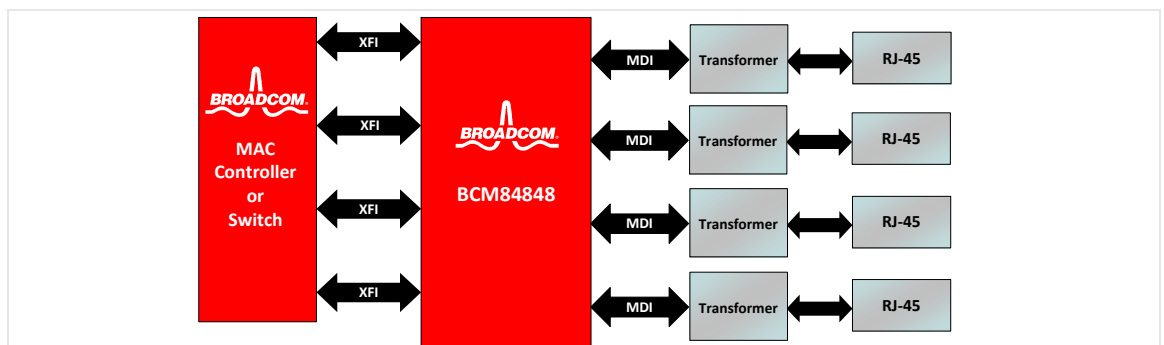 BROADCOM®
MAC
Controller
or
Switch
XFI
XFI
XFI
XFI
BROADCOM®
BCM84848
MDI
Transformer
RJ-45
MDI
Transformer
RJ-45
MDI
Transformer
RJ-45
MDI
Transformer
RJ-45